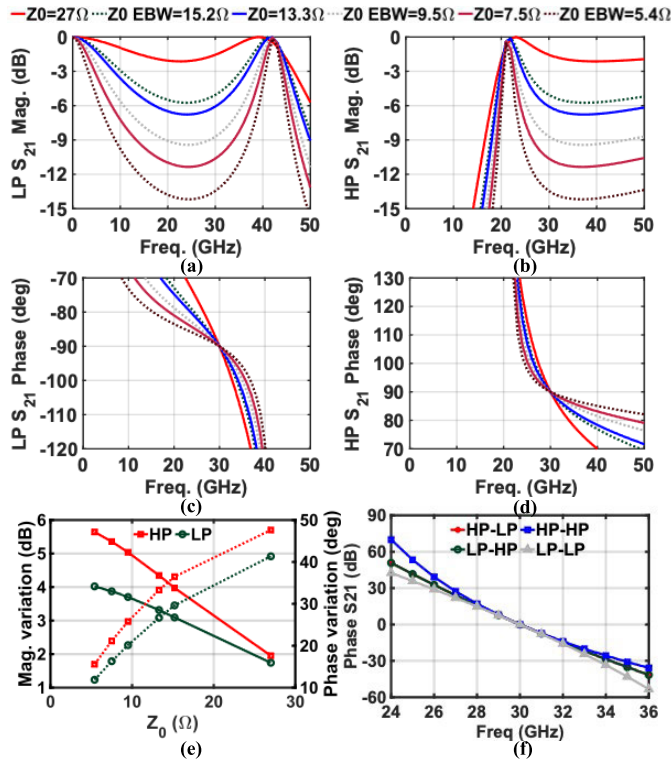 Z0=27Ω Z0 EBW=15.2Ω Z0=13.3Ω Z0 EBW=9.5Ω Z0=7.5Ω Z0 EBW=5.4Ω
LP S21 Mag. (dB)
0
-3
-6
-9
-12
-15
0 10 20 30 40 50
Freq. (GHz)
(a)
HP S21 Mag. (dB)
0
-3
-6
-9
-12
-15
0 10 20 30 40 50
Freq. (GHz)
(b)
LP S21 Phase (deg)
-70
-80
-90
-100
-110
-120
0 10 20 30 40 50
Freq. (GHz)
(c)
HP S21 Phase (deg)
130
120
110
100
90
80
70
0 10 20 30 40 50
Freq. (GHz)
(d)
Mag. variation (dB)
6
5
4
3
2
1
HP LP
50
40
30
20
10
Phase variation (deg)
0 10 20 30
Z0 (Ω)
(e)
Phase S21 (dB)
90
60
30
0
-30
-60
HP-LP HP-HP
LP-HP LP-LP
24 26 28 30 32 34 36
Freq (GHz)
(f)